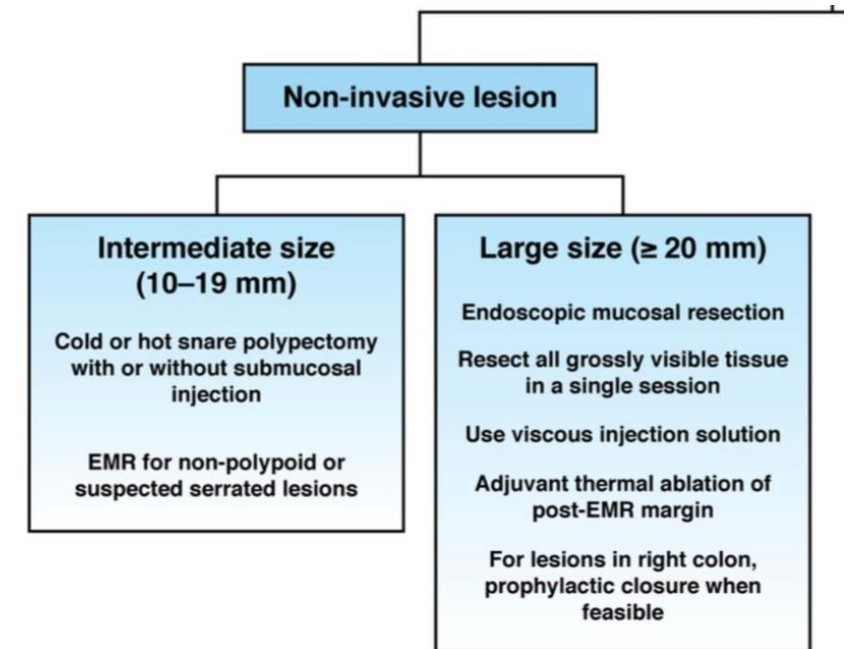 Non-invasive lesion
Intermediate size
(10–19 mm)
Cold or hot snare polypectomy
with or without submucosal
injection
EMR for non-polypoid or
suspected serrated lesions
Large size (≥ 20 mm)
Endoscopic mucosal resection
Resect all grossly visible tissue
in a single session
Use viscous injection solution
Adjuvant thermal ablation of
post-EMR margin
For lesions in right colon,
prophylactic closure when
feasible